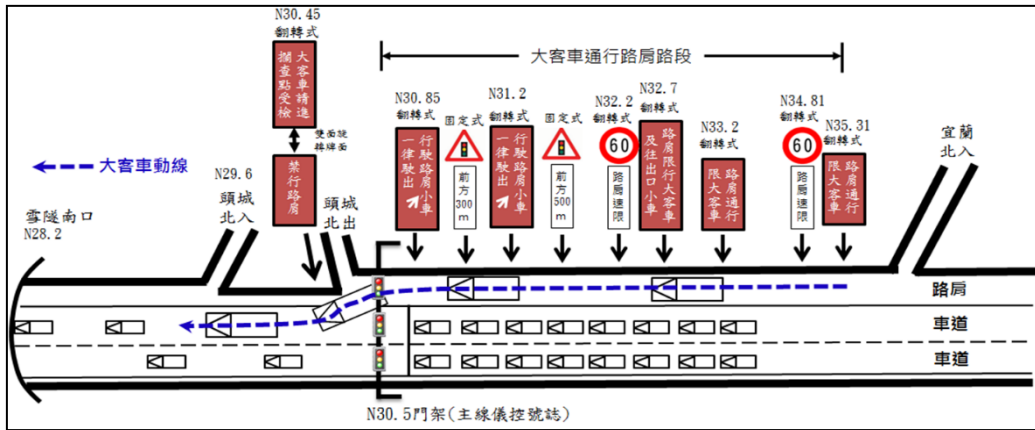 N30.45
翻轉式
大客車請進
攔查點受檢
雙面旋
轉牌面
禁行路肩
大客車動線
N29.6
頭城
北入
頭城
北出
雪隧南口
N28.2
大客車通行路肩路段
N30.85
翻轉式
行駛路肩小車
一律駛出
固定式
前方
300
m
N31.2
翻轉式
行駛路肩小車
一律駛出
固定式
前方
500
m
N32.2
翻轉式
60
路肩速限
N32.7
翻轉式
路肩限行大客車
及往出口小車
N33.2
翻轉式
路肩通行
限大客車
N34.81
翻轉式
60
路肩速限
N35.31
翻轉式
路肩通行
限大客車
宜蘭
北入
路肩
車道
車道
N30.5門架(主線儀控號誌)